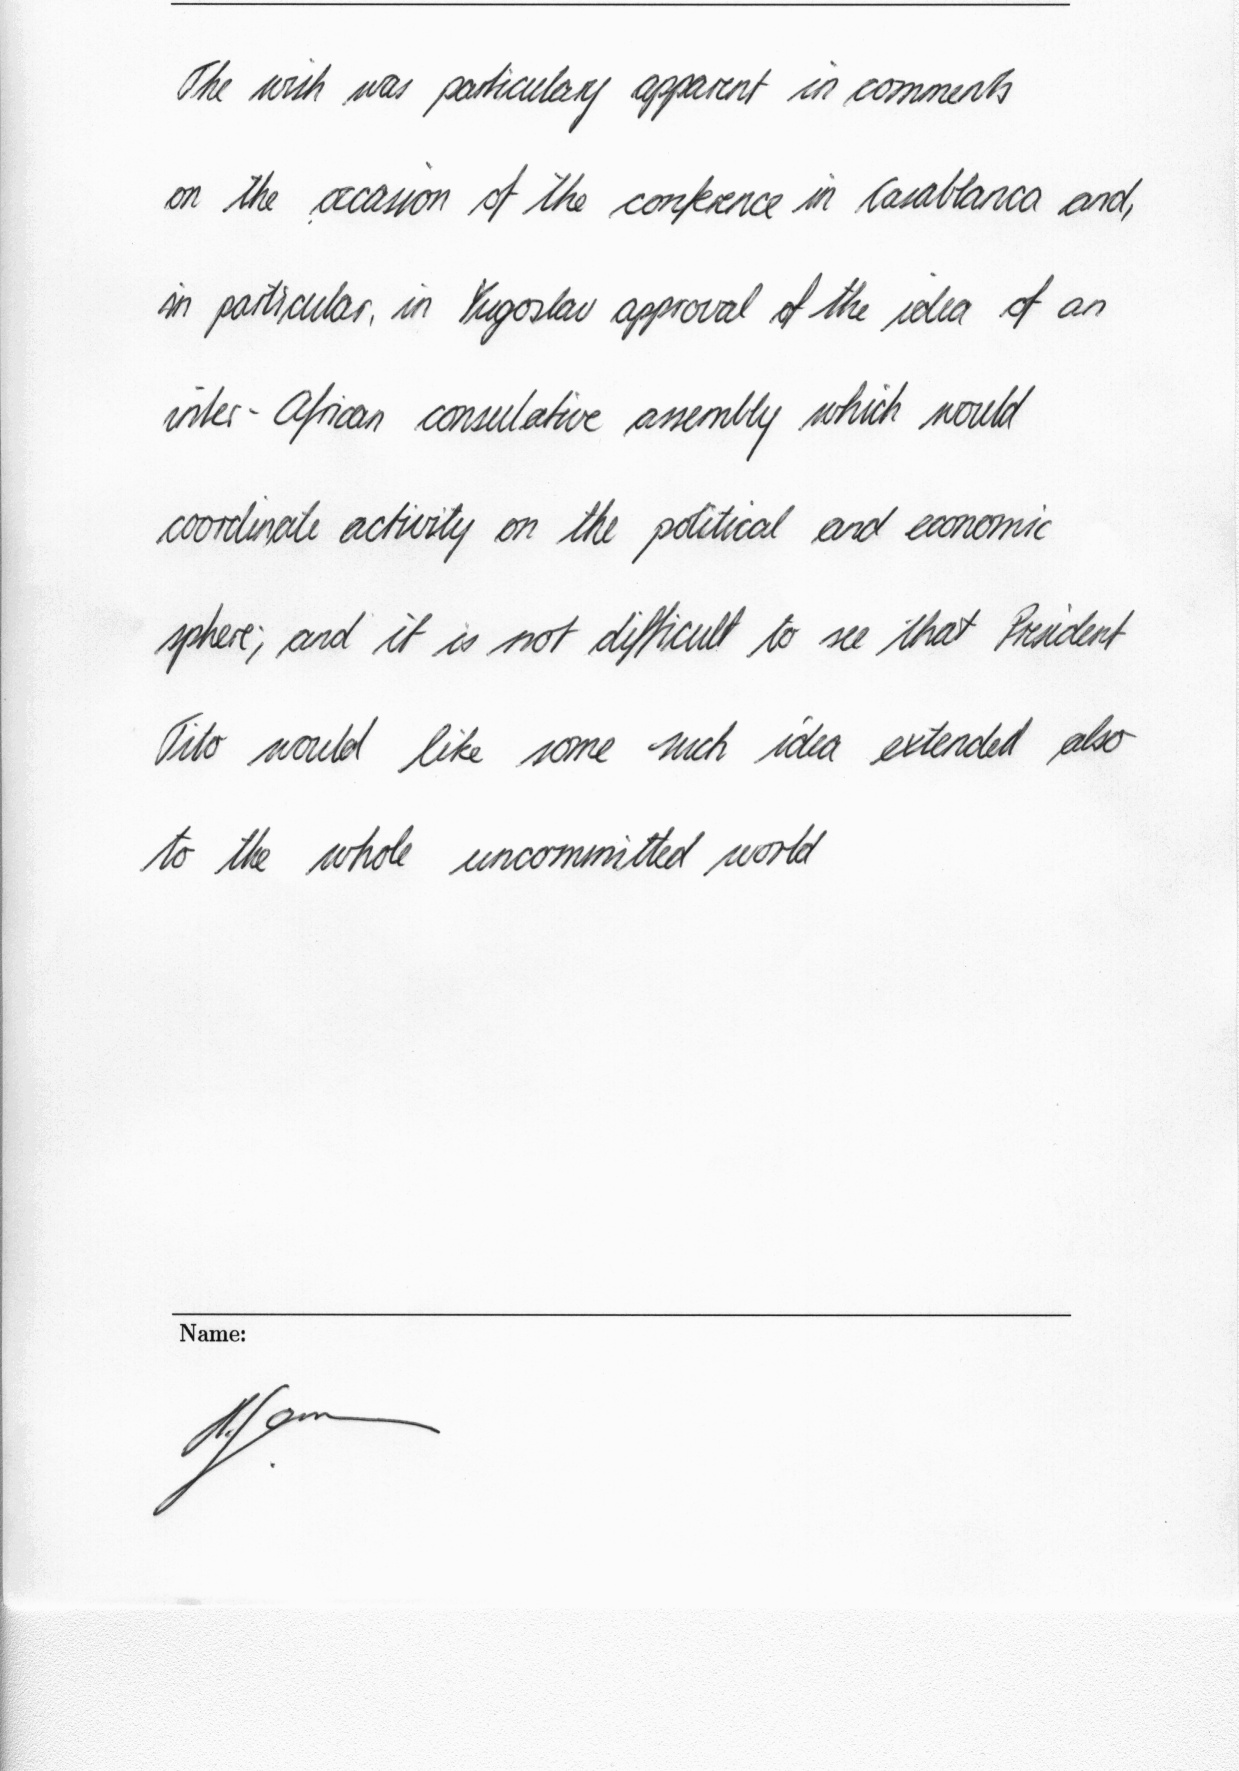 The wish was particulary apparent in comments
on the occasion of the conference in Casablanca and,
in particular, in Yugoslav approval of the idea of an
inter-African consulative assembly which would
coordinate activity on the political and economic
sphere; and it is not difficult to see that President
Tito would like some such idea extended also
to the whole uncommitted world
Name: